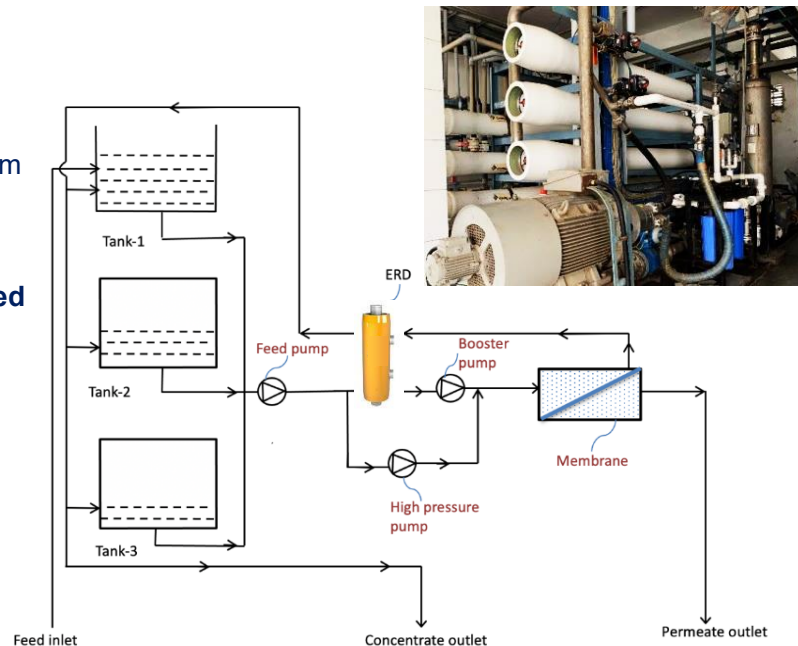 m
ed
Tank-1
ERD
Feed pump
Booster
pump
Tank-2
Membrane
High pressure
pump
Tank-3
Feed inlet
Concentrate outlet
Permeate outlet